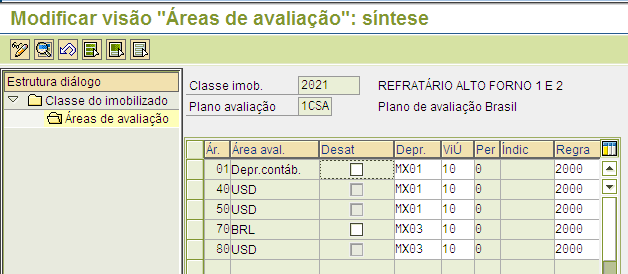 Modificar visão "Áreas de avaliação": síntese
Estrutura diálogo
Classe do imobilizado
Áreas de avaliação
Classe imob. 2021 REFRATÁRIO ALTO FORNO 1 E 2
Plano avaliação 1CSA Plano de avaliação Brasil
Ár. Área aval. Desat Depr. ViÚ Per Índic Regra
01 Depr.contáb. MX01 10 0 2000
40 USD MX01 10 0 2000
50 USD MX01 10 0 2000
70 BRL MX03 10 0 2000
80 USD MX03 10 0 2000